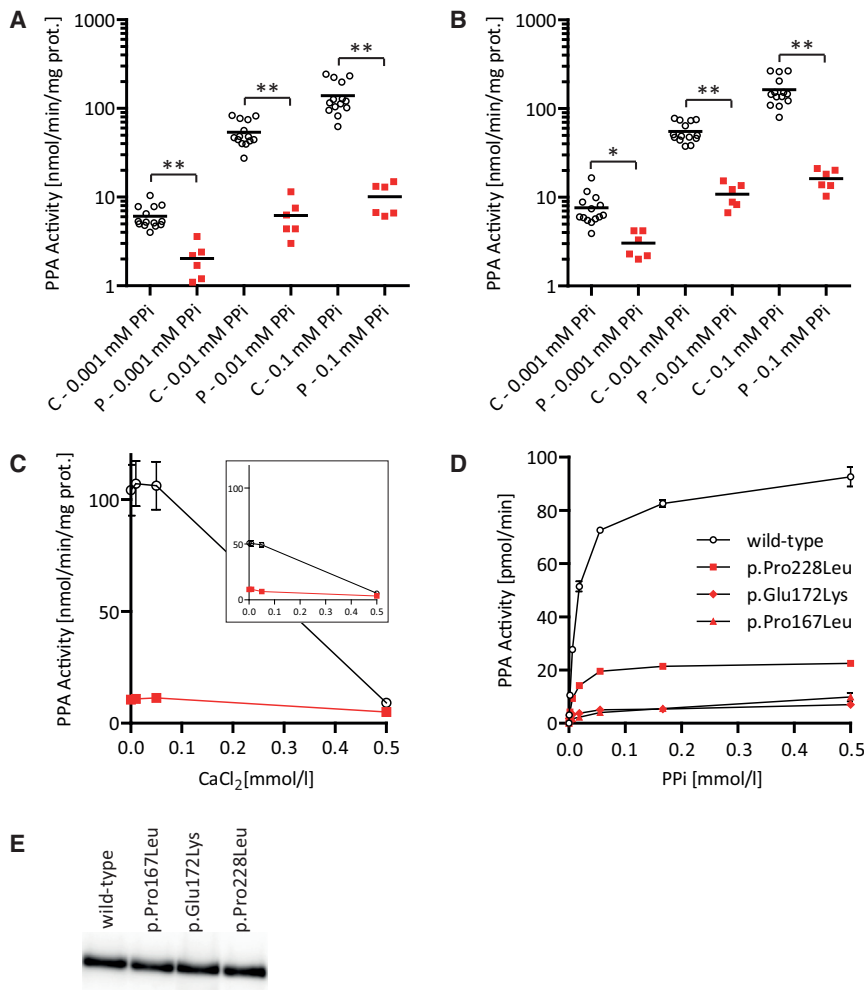 A
PPA Activity [nmol/min/mg prot.]
1000
100
10
1
**
**
**
C - 0.001 mM PPi
P - 0.001 mM PPi
C - 0.01 mM PPi
P - 0.01 mM PPi
C - 0.1 mM PPi
P - 0.1 mM PPi
B
PPA Activity [nmol/min/mg prot.]
1000
100
10
1
*
**
**
C - 0.001 mM PPi
P - 0.001 mM PPi
C - 0.01 mM PPi
P - 0.01 mM PPi
C - 0.1 mM PPi
P - 0.1 mM PPi
C
PPA Activity [nmol/min/mg prot.]
100
50
0
0.0 0.1 0.2 0.3 0.4 0.5
CaCl₂[mmol/l]
100
50
0
0.0 0.1 0.2 0.3 0.4 0.5
D
PPA Activity [pmol/min]
100
80
60
40
20
0
0.0 0.1 0.2 0.3 0.4 0.5
PPi [mmol/l]
wild-type
p.Pro228Leu
p.Glu172Lys
p.Pro167Leu
E
wild-type
p.Pro167Leu
p.Glu172Lys
p.Pro228Leu